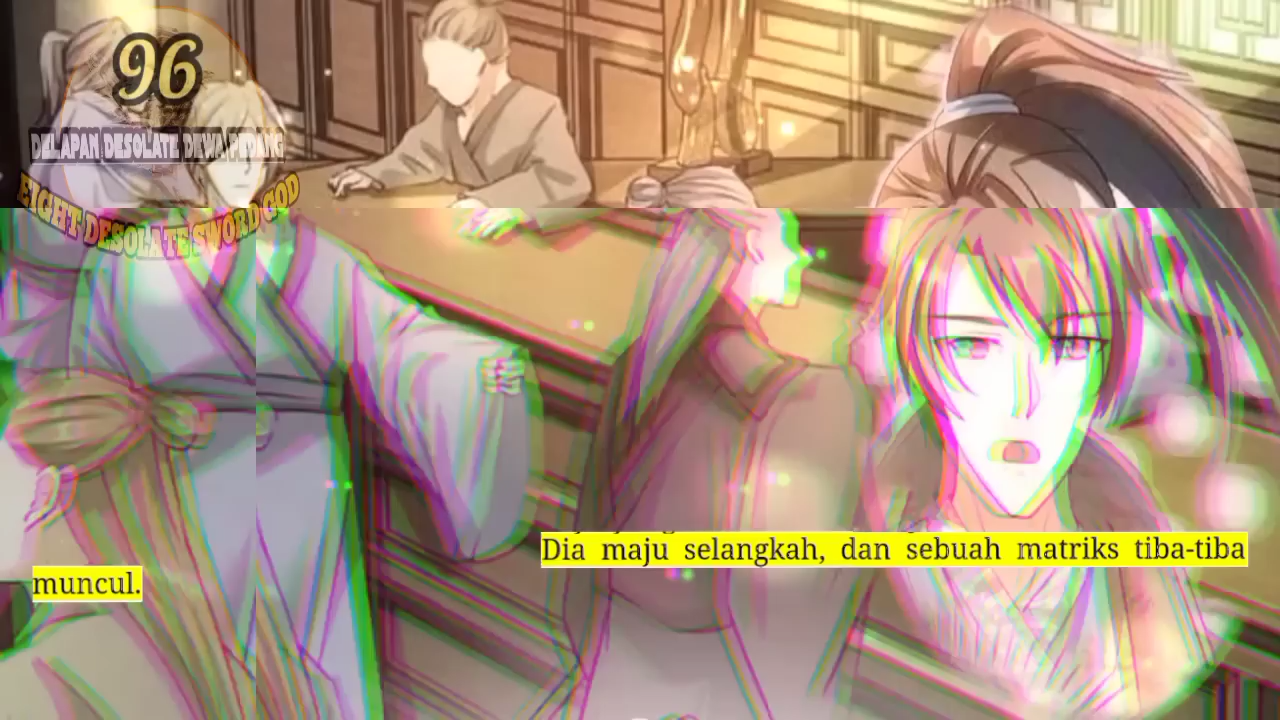 96
DELAPAN DESOLATE DEWA PEDANG
EIGHT DESOLATE SWORD GOD
Dia maju selangkah, dan sebuah matriks tiba-tiba
muncul.